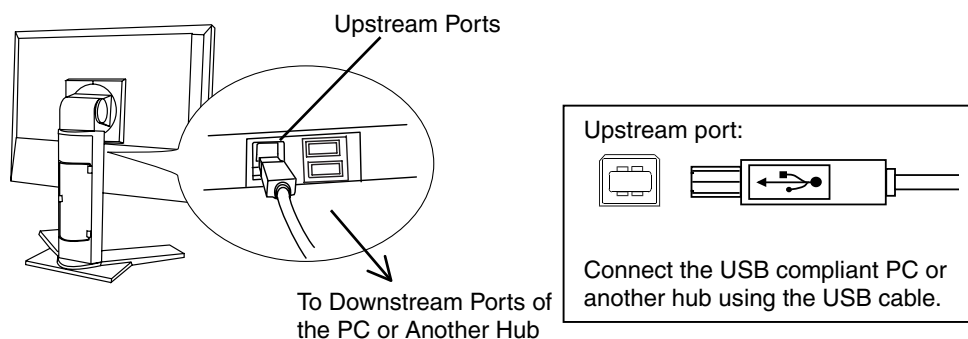 Upstream Ports
To Downstream Ports of
the PC or Another Hub
Upstream port:
Connect the USB compliant PC or
another hub using the USB cable.